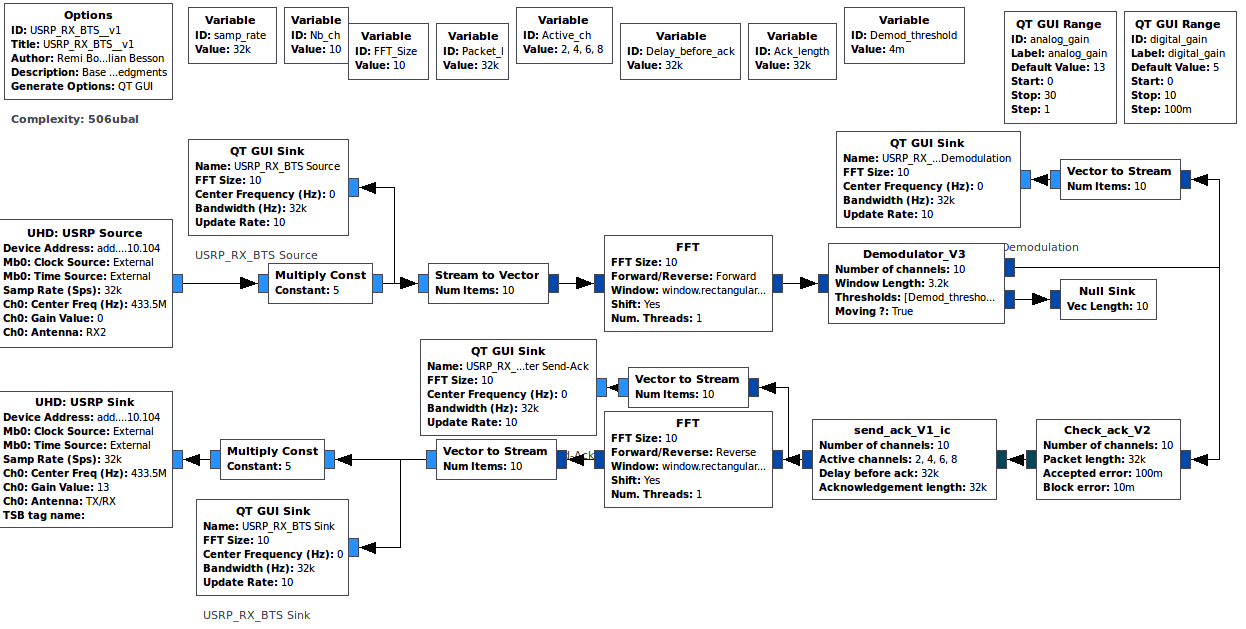 Options
ID: USRP_RX_BTS__v1
Title: USRP_RX_BTS__v1
Author: Remi Bo...lian Besson
Description: Base ...edgments
Generate Options: QT GUI
Complexity: 506ubal
Variable
ID: samp_rate
Value: 32k
Variable
ID: Nb_ch
Value: 10
Variable
ID: FFT_Size
Value: 10
Variable
ID: Packet_l
Value: 32k
Variable
ID: Active_ch
Value: 2, 4, 6, 8
Variable
ID: Delay_before_ack
Value: 32k
Variable
ID: Ack_length
Value: 32k
Variable
ID: Demod_threshold
Value: 4m
QT GUI Range
ID: analog_gain
Label: analog_gain
Default Value: 13
Start: 0
Stop: 30
Step: 1
QT GUI Range
ID: digital_gain
Label: digital_gain
Default Value: 5
Start: 0
Stop: 10
Step: 100m
QT GUI Sink
Name: USRP_RX_BTS Source
FFT Size: 10
Center Frequency (Hz): 0
Bandwidth (Hz): 32k
Update Rate: 10
USRP_RX_BTS Source
QT GUI Sink
Name: USRP_RX_...Demodulation
FFT Size: 10
Center Frequency (Hz): 0
Bandwidth (Hz): 32k
Update Rate: 10
Demodulation
Vector to Stream
Num Items: 10
UHD: USRP Source
Device Address: add....10.104
Mb0: Clock Source: External
Mb0: Time Source: External
Samp Rate (Sps): 32k
Ch0: Center Freq (Hz): 433.5M
Ch0: Gain Value: 0
Ch0: Antenna: RX2
Multiply Const
Constant: 5
Stream to Vector
Num Items: 10
FFT
FFT Size: 10
Forward/Reverse: Forward
Window: window.rectangular...
Shift: Yes
Num. Threads: 1
Demodulator_V3
Number of channels: 10
Window Length: 3.2k
Thresholds: [Demod_thresho...
Moving ?: True
Null Sink
Vec Length: 10
QT GUI Sink
Name: USRP_RX_...ter Send-Ack
FFT Size: 10
Center Frequency (Hz): 0
Bandwidth (Hz): 32k
Update Rate: 10
Vector to Stream
Num Items: 10
UHD: USRP Sink
Device Address: add....10.104
Mb0: Clock Source: External
Mb0: Time Source: External
Samp Rate (Sps): 32k
Ch0: Center Freq (Hz): 433.5M
Ch0: Gain Value: 13
Ch0: Antenna: TX/RX
TSB tag name:
Multiply Const
Constant: 5
Vector to Stream
Num Items: 10
FFT
FFT Size: 10
Forward/Reverse: Reverse
Window: window.rectangular...
Shift: Yes
Num. Threads: 1
send_ack_V1_ic
Number of channels: 10
Active channels: 2, 4, 6, 8
Delay before ack: 32k
Acknowledgement length: 32k
Check_ack_V2
Number of channels: 10
Packet length: 32k
Accepted error: 100m
Block error: 10m
QT GUI Sink
Name: USRP_RX_BTS Sink
FFT Size: 10
Center Frequency (Hz): 0
Bandwidth (Hz): 32k
Update Rate: 10
USRP_RX_BTS Sink